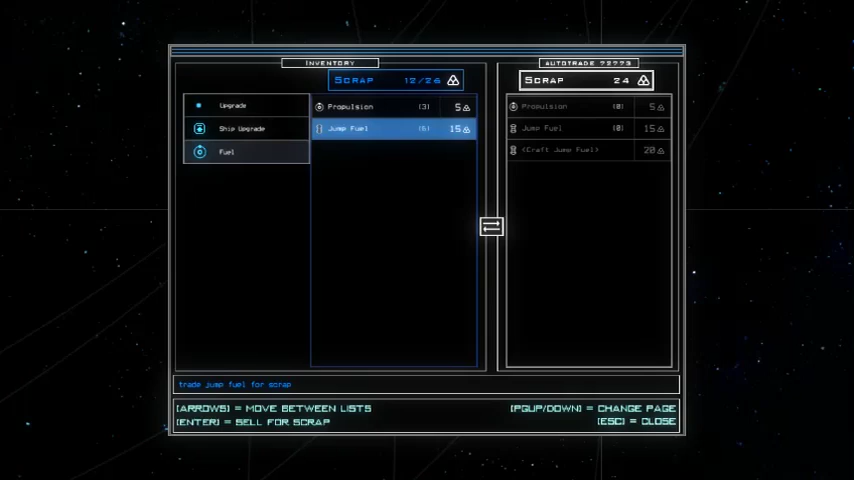 INVENTORY
SCRAP 12/26
Upgrade
Ship Upgrade
Fuel
Propulsion (3) 5
Jump Fuel (6) 15
SCRAP 24
Propulsion (0) 5
Jump Fuel (0) 15
<Craft Jump Fuel> 20
trade jump fuel for scrap
[ARROWS] = MOVE BETWEEN LISTS
[ENTER] = SELL FOR SCRAP
[PGUP/DOWN] = CHANGE PAGE
[ESC] = CLOSE